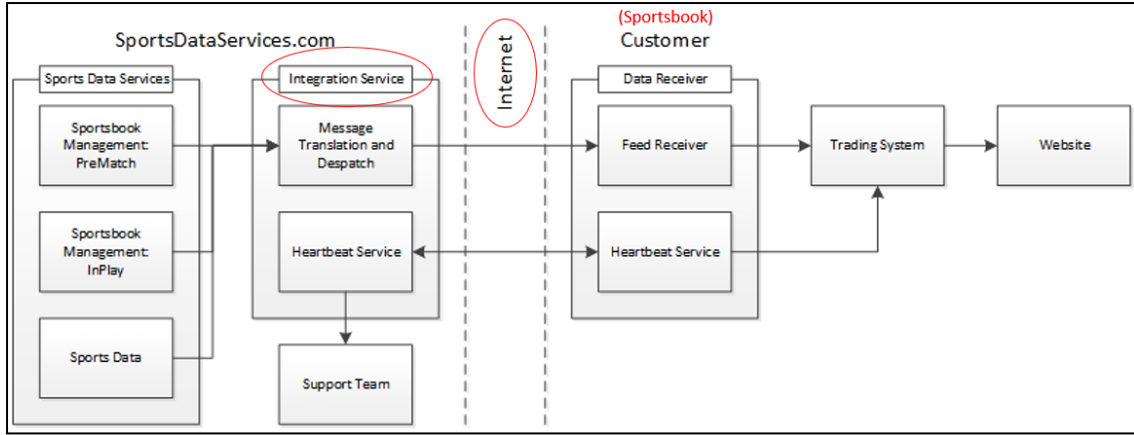 (Sportsbook)
SportsDataServices.com
Internet
Customer
Sports Data Services
Integration Service
Data Receiver
Sportsbook
Management:
PreMatch
Message
Translation and
Despatch
Feed Receiver
Trading System
Website
Sportsbook
Management:
InPlay
Heartbeat Service
Heartbeat Service
Sports Data
Support Team